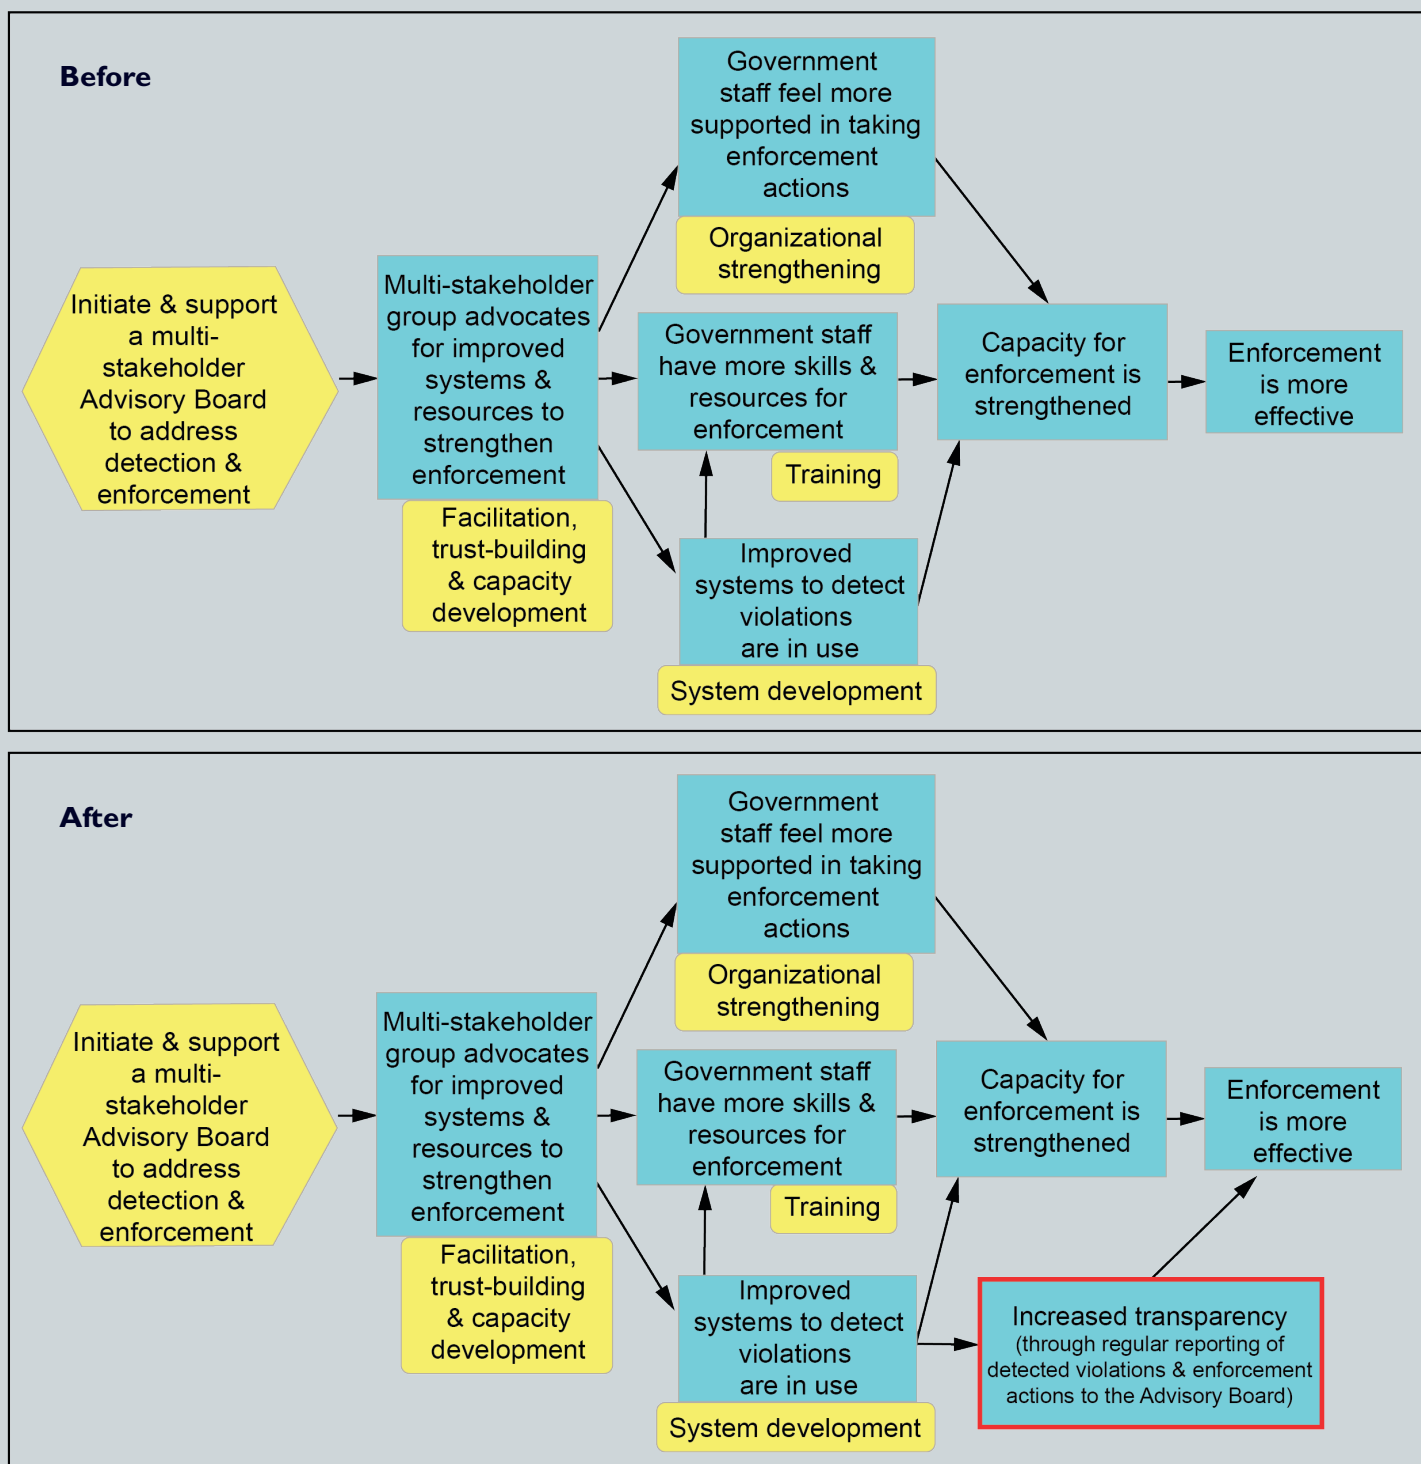 Before
Government
staff feel more
supported in taking
enforcement
actions
Organizational
strengthening
Initiate & support
a multi-
stakeholder
Advisory Board
to address
detection &
enforcement
Multi-stakeholder
group advocates
for improved
systems &
resources to
strengthen
enforcement
Facilitation,
trust-building
& capacity
development
Government staff
have more skills &
resources for
enforcement
Training
Improved
systems to detect
violations
are in use
System development
Capacity for
enforcement is
strengthened
Enforcement
is more
effective
After
Government
staff feel more
supported in taking
enforcement
actions
Organizational
strengthening
Initiate & support
a multi-
stakeholder
Advisory Board
to address
detection &
enforcement
Multi-stakeholder
group advocates
for improved
systems &
resources to
strengthen
enforcement
Facilitation,
trust-building
& capacity
development
Government staff
have more skills &
resources for
enforcement
Training
Improved
systems to detect
violations
are in use
System development
Capacity for
enforcement is
strengthened
Enforcement
is more
effective
Increased transparency
(through regular reporting of
detected violations & enforcement
actions to the Advisory Board)